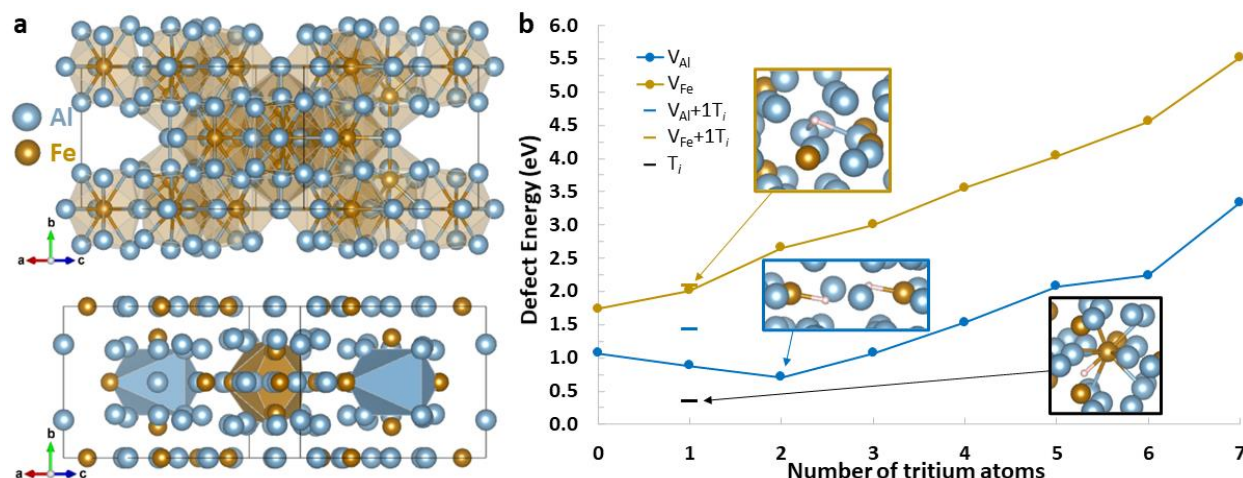 a
Al
Fe
b
a
c
b
a
c
b
Defect Energy (eV)
6.0
5.5
5.0
4.5
4.0
3.5
3.0
2.5
2.0
1.5
1.0
0.5
0.0
V_Al
V_Fe
V_Al+1T_i
V_Fe+1T_i
T_i
0 1 2 3 4 5 6 7
Number of tritium atoms